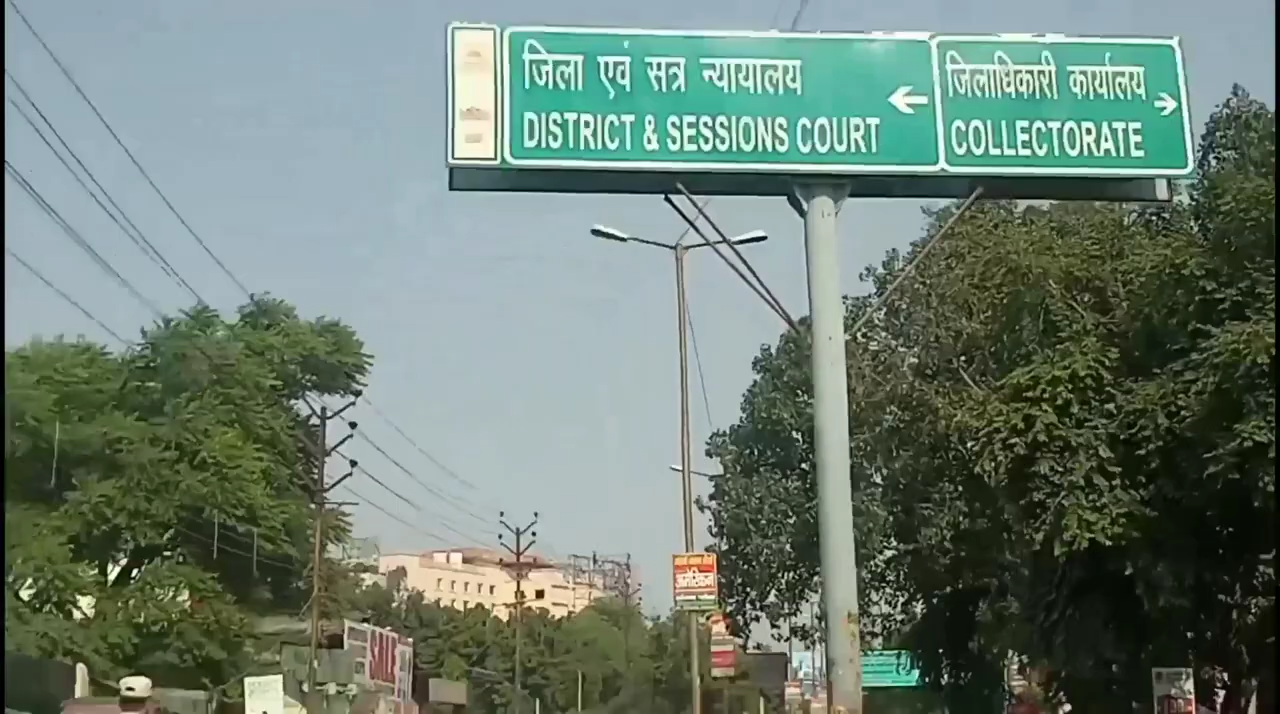 जिला एवं सत्र न्यायालय
DISTRICT & SESSIONS COURT
जिलाधिकारी कार्यालय
COLLECTORATE
SALE